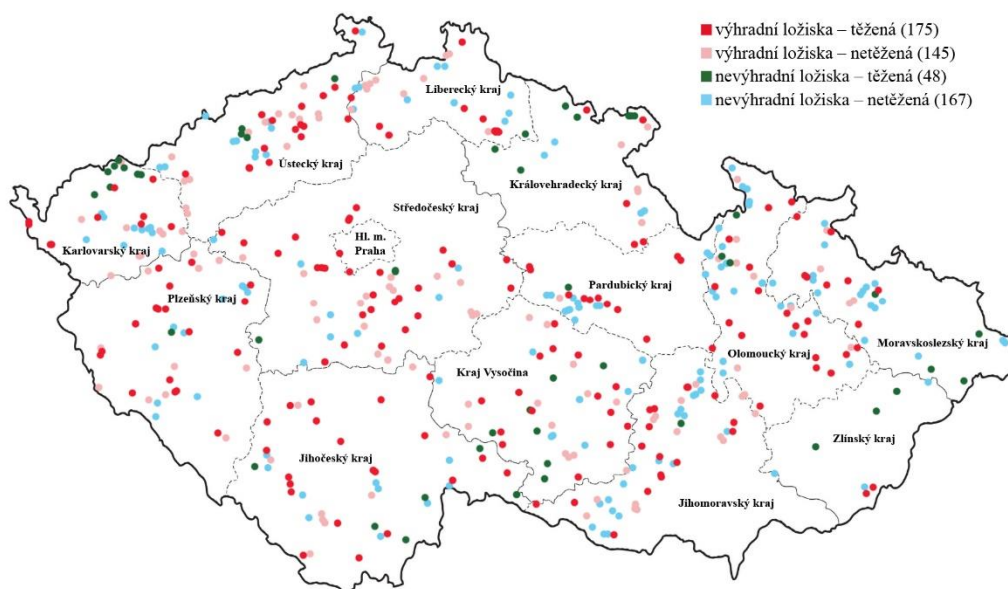 výhradní ložiska – těžená (175)
výhradní ložiska – netěžená (145)
nevýhradní ložiska – těžená (48)
nevýhradní ložiska – netěžená (167)
Liberecký kraj
Ústecký kraj
Královehradecký kraj
Středočeský kraj
Hl. m.
Praha
Karlovarský kraj
Plzeňský kraj
Pardubický kraj
Moravskoslezský kraj
Olomoucký kraj
Kraj Vysočina
Zlínský kraj
Jihočeský kraj
Jihomoravský kraj